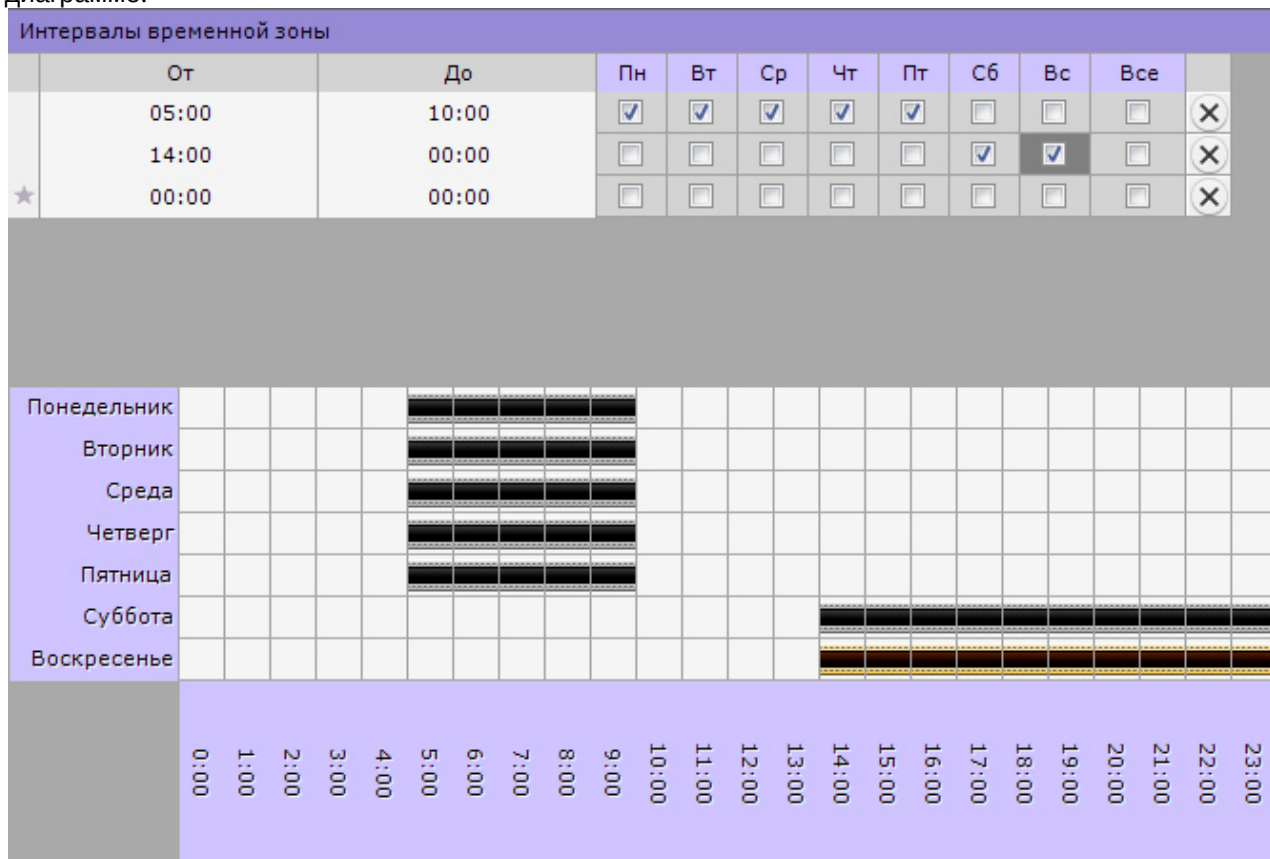 диаграмме.
Интервалы временной зоны
От До Пн Вт Ср Чт Пт Сб Вс Все
05:00 10:00
14:00 00:00
00:00 00:00
Понедельник
Вторник
Среда
Четверг
Пятница
Суббота
Воскресенье
0:00 1:00 2:00 3:00 4:00 5:00 6:00 7:00 8:00 9:00 10:00 11:00 12:00 13:00 14:00 15:00 16:00 17:00 18:00 19:00 20:00 21:00 22:00 23:00